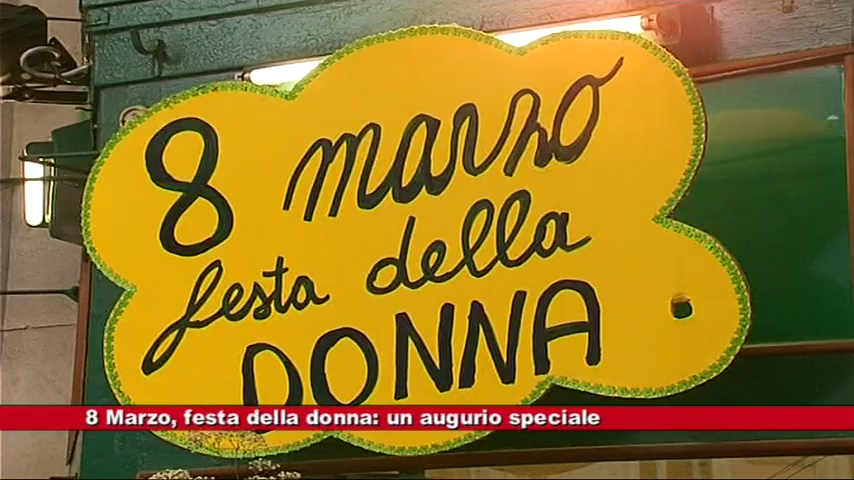 8 marzo
festa della
DONNA
8 Marzo, festa della donna: un augurio speciale